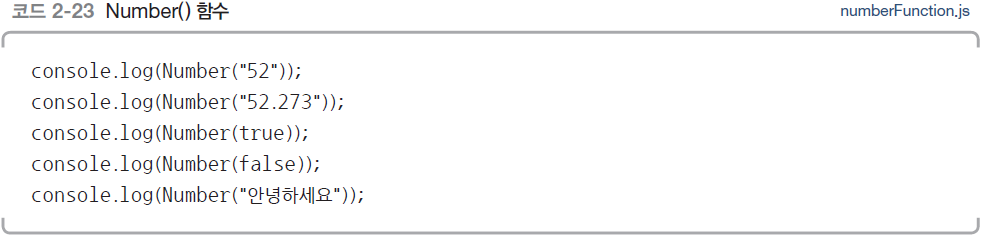 코드 2-23 Number() 함수 numberFunction.js
console.log(Number("52"));
console.log(Number("52.273"));
console.log(Number(true));
console.log(Number(false));
console.log(Number("안녕하세요"));